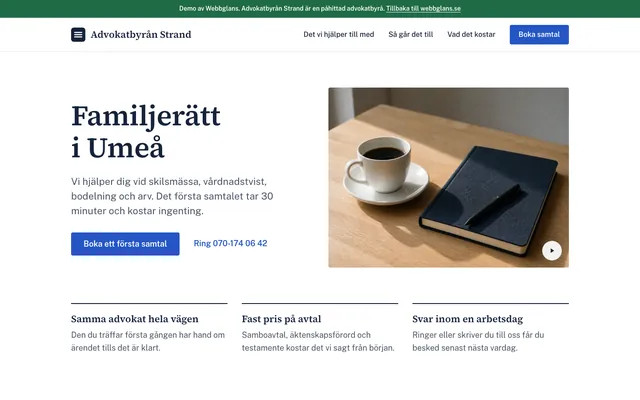 Demo av Webbglans. Advokatbyrån Strand är en påhittad advokatbyrå. Tillbaka till webbglans.se
Advokatbyrån Strand
Det vi hjälper till med
Så går det till
Vad det kostar
Boka samtal
Familjerätt
i Umeå
Vi hjälper dig vid skilsmässa, vårdnadstvist,
bodelning och arv. Det första samtalet tar 30
minuter och kostar ingenting.
Boka ett första samtal
Ring 070-174 06 42
Samma advokat hela vägen
Den du träffar första gången har hand om
ärendet tills det är klart.
Fast pris på avtal
Samboavtal, äktenskapsförord och
testamente kostar det vi sagt från början.
Svar inom en arbetsdag
Ringer eller skriver du till oss får du
besked senast nästa vardag.